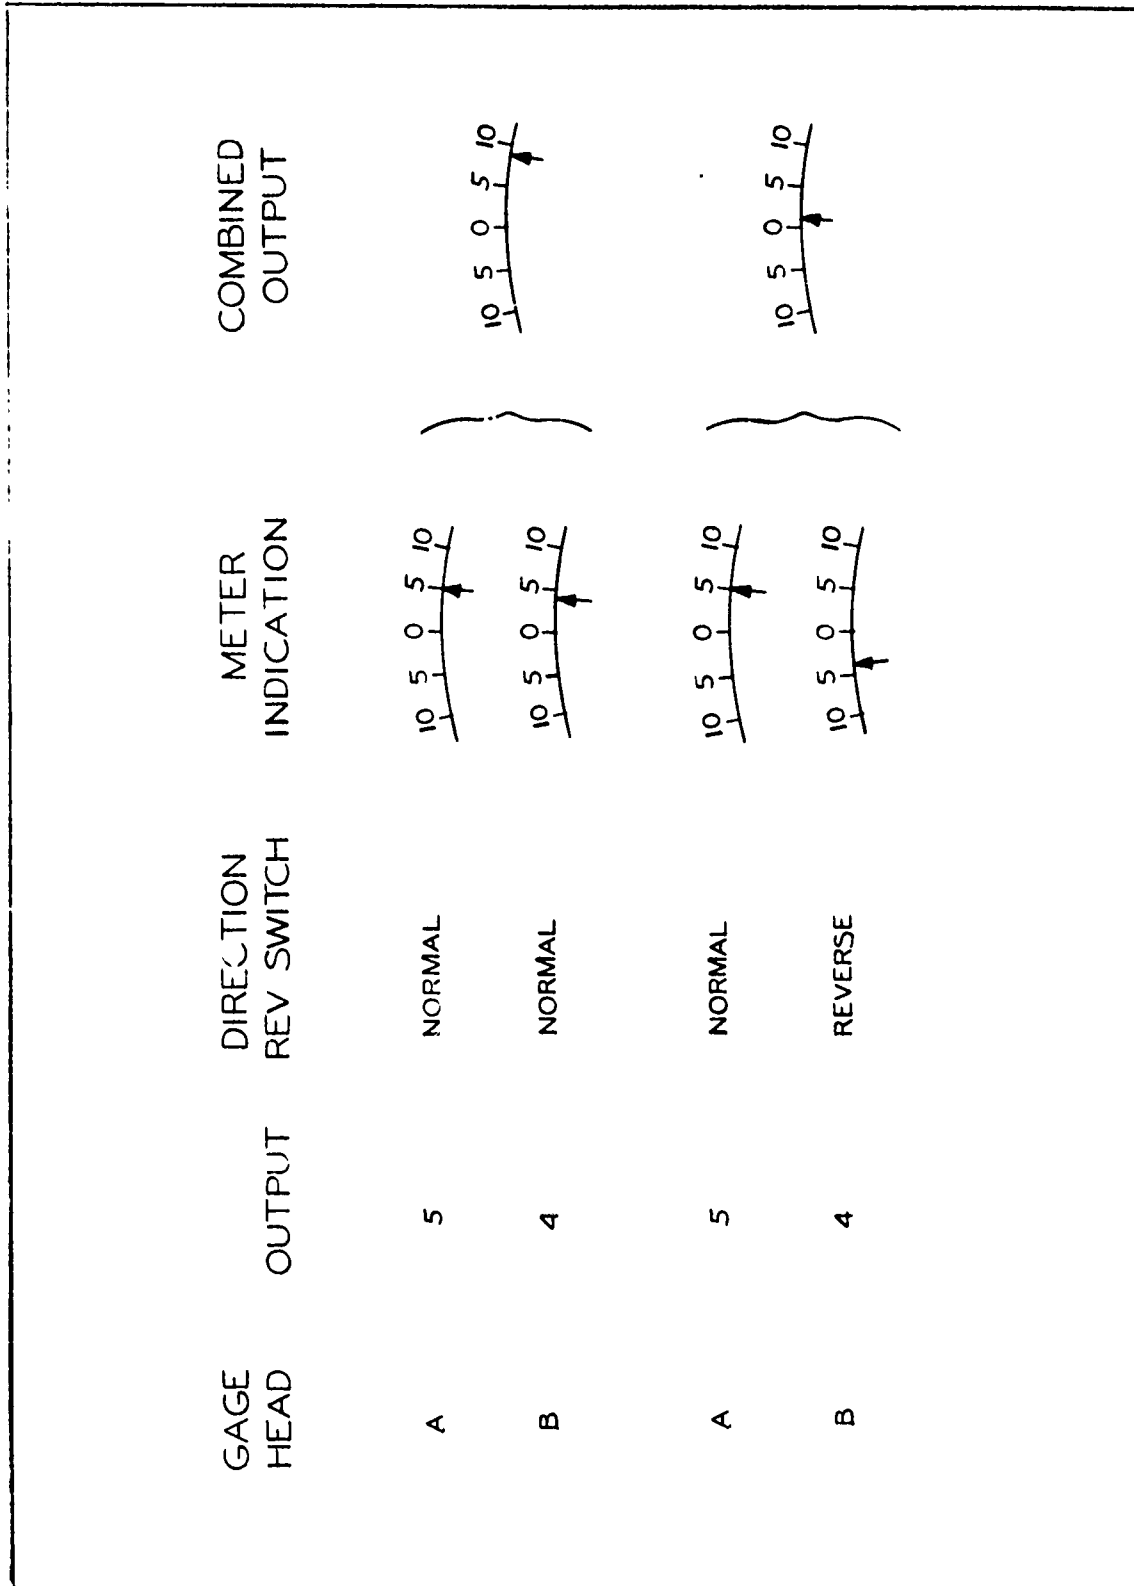 GAGE HEAD OUTPUT DIRECTION REV SWITCH METER INDICATION COMBINED OUTPUT
A 5 NORMAL 10 5 0 5 10
10 5 0 5 10
B 4 NORMAL 10 5 0 5 10
A 5 NORMAL 10 5 0 5 10
10 5 0 5 10
B 4 REVERSE 10 5 0 5 10